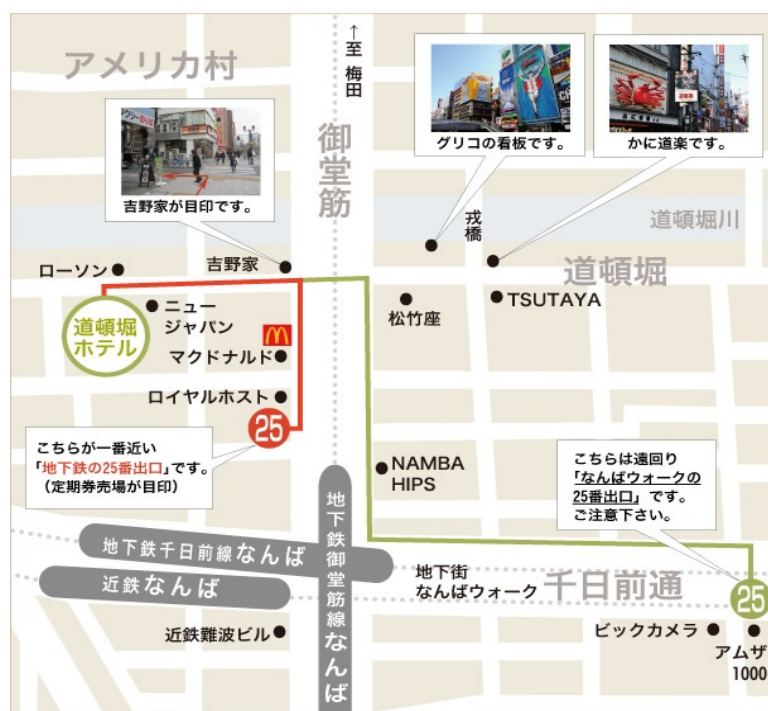 アメリカ村
↑至 梅田
御堂筋
吉野家が目印です。
グリコの看板です。
かに道楽です。
戎橋
道頓堀川
道頓堀
ローソン
吉野家
道頓堀
ホテル
ニュー
ジャパン
マクドナルド
ロイヤルホスト
25
松竹座
TSUTAYA
こちらが一番近い
「地下鉄の25番出口」です。
(定期券売場が目印)
NAMBA
HIPS
こちらは遠回り
「なんばウォークの
25番出口」です。
ご注意下さい。
地下鉄御堂筋線なんば
地下鉄千日前線なんば
近鉄なんば
地下街
なんばウォーク
千日前通
25
近鉄難波ビル
ビックカメラ
アムザ
1000